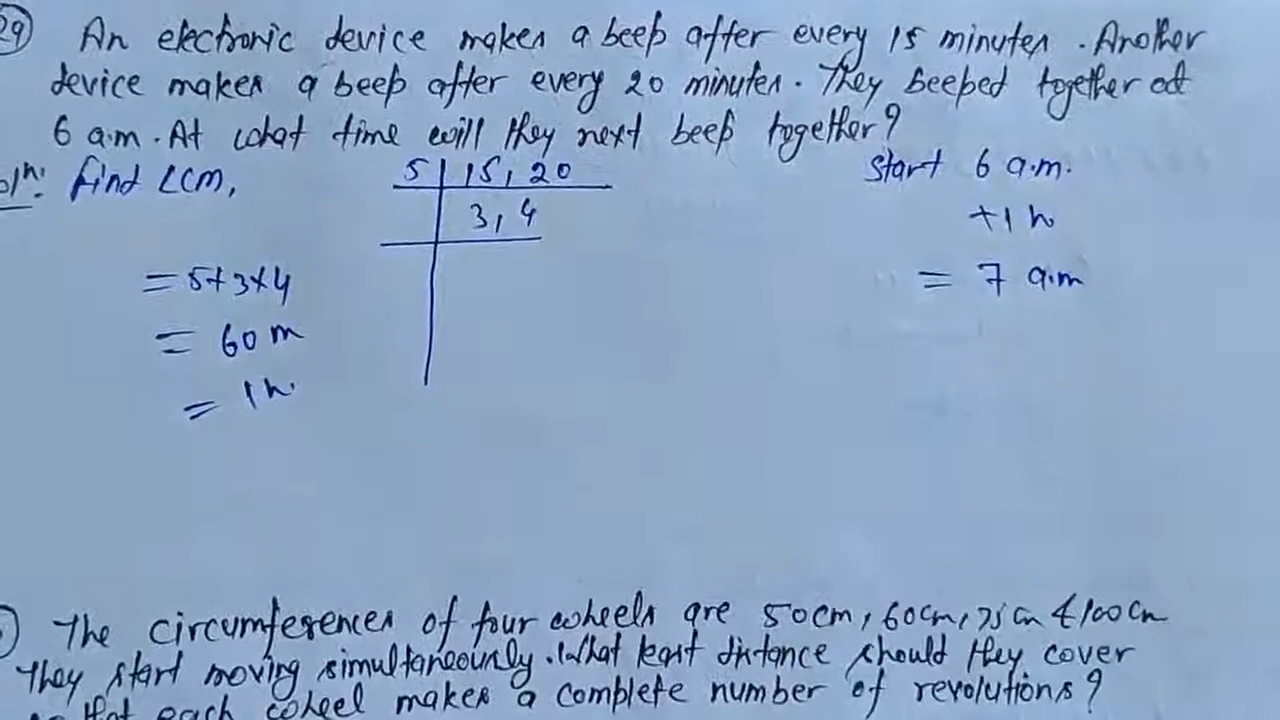 29) An electronic device makes a beep after every 15 minutes. Another
device makes a beep after every 20 minutes. They beeped together at
6 a.m. At what time will they next beep together?
oln: find LCM,
5 | 15, 20
3, 4
= 5×3×4
= 60 m
= 1h.
Start 6 a.m.
+1 h
= 7 a.m
) The circumferences of four wheels are 50cm, 60cm, 75cm & 100cm
They start moving simultaneously. What least distance should they cover
so that each wheel makes a complete number of revolutions?